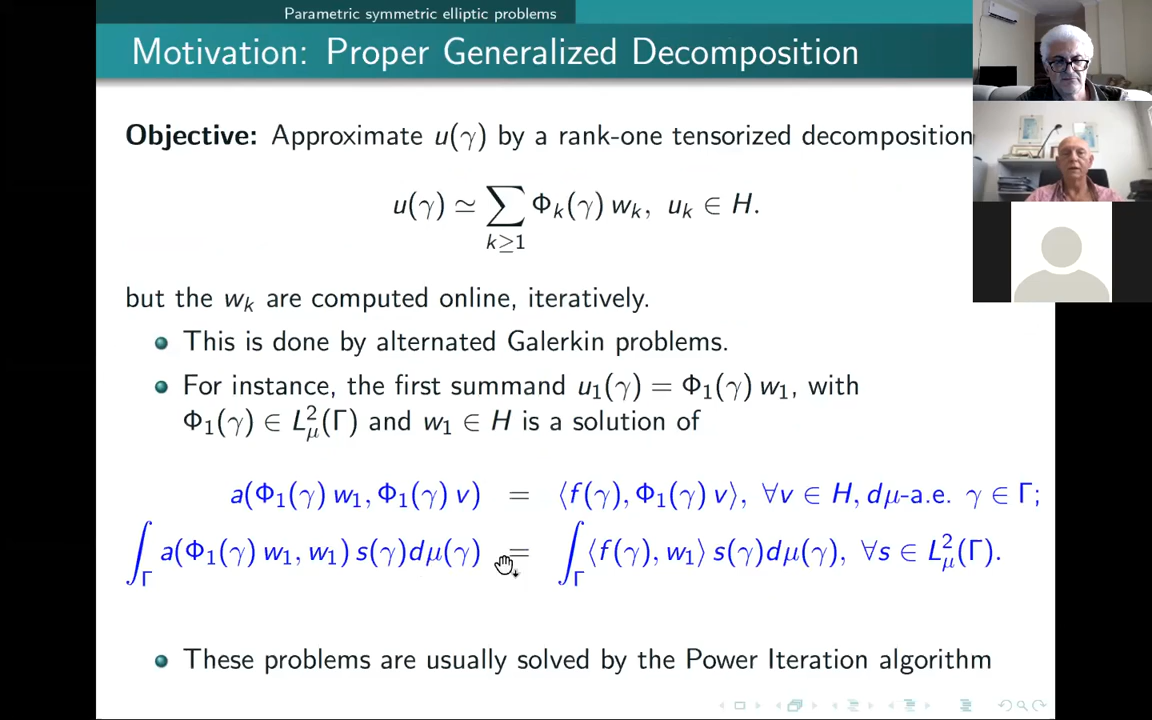 Parametric symmetric elliptic problems
Motivation: Proper Generalized Decomposition
Objective: Approximate u(γ) by a rank-one tensorized decomposition
u(γ) ≃ ∑_{k≥1} Φ_k(γ) w_k, u_k ∈ H.
but the w_k are computed online, iteratively.
This is done by alternated Galerkin problems.
For instance, the first summand u_1(γ) = Φ_1(γ) w_1, with
Φ_1(γ) ∈ L²_μ(Γ) and w_1 ∈ H is a solution of
a(Φ_1(γ) w_1, Φ_1(γ) v) = ⟨f(γ), Φ_1(γ) v⟩, ∀v ∈ H, dμ-a.e. γ ∈ Γ;
∫_Γ a(Φ_1(γ) w_1, w_1) s(γ)dμ(γ) = ∫_Γ ⟨f(γ), w_1⟩ s(γ)dμ(γ), ∀s ∈ L²_μ(Γ).
These problems are usually solved by the Power Iteration algorithm